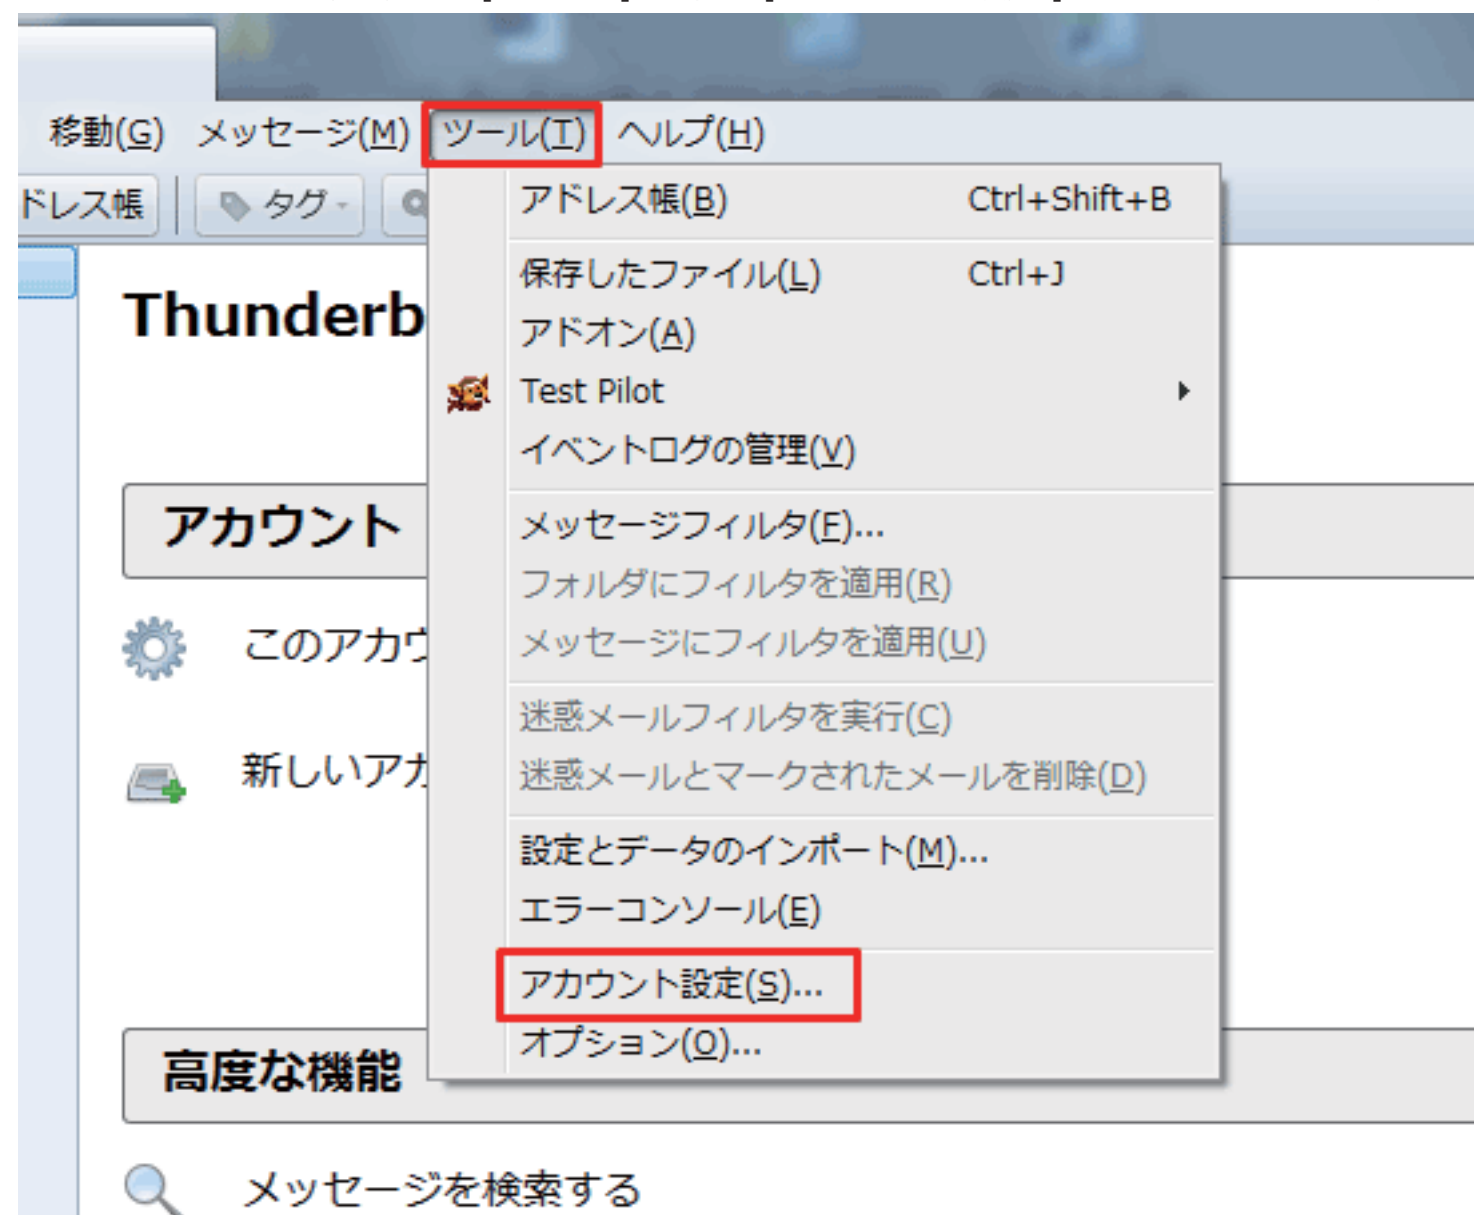 移動(G) メッセージ(M) ツール(T) ヘルプ(H)
ドレス帳 タグ
アドレス帳(B) Ctrl+Shift+B
保存したファイル(L) Ctrl+J
アドオン(A)
Test Pilot
イベントログの管理(V)
メッセージフィルタ(F)...
フォルダにフィルタを適用(R)
メッセージにフィルタを適用(U)
迷惑メールフィルタを実行(C)
迷惑メールとマークされたメールを削除(D)
設定とデータのインポート(M)...
エラーコンソール(E)
アカウント設定(S)...
オプション(O)...
Thunderb
アカウント
このアカウ
新しいアカ
高度な機能
メッセージを検索する